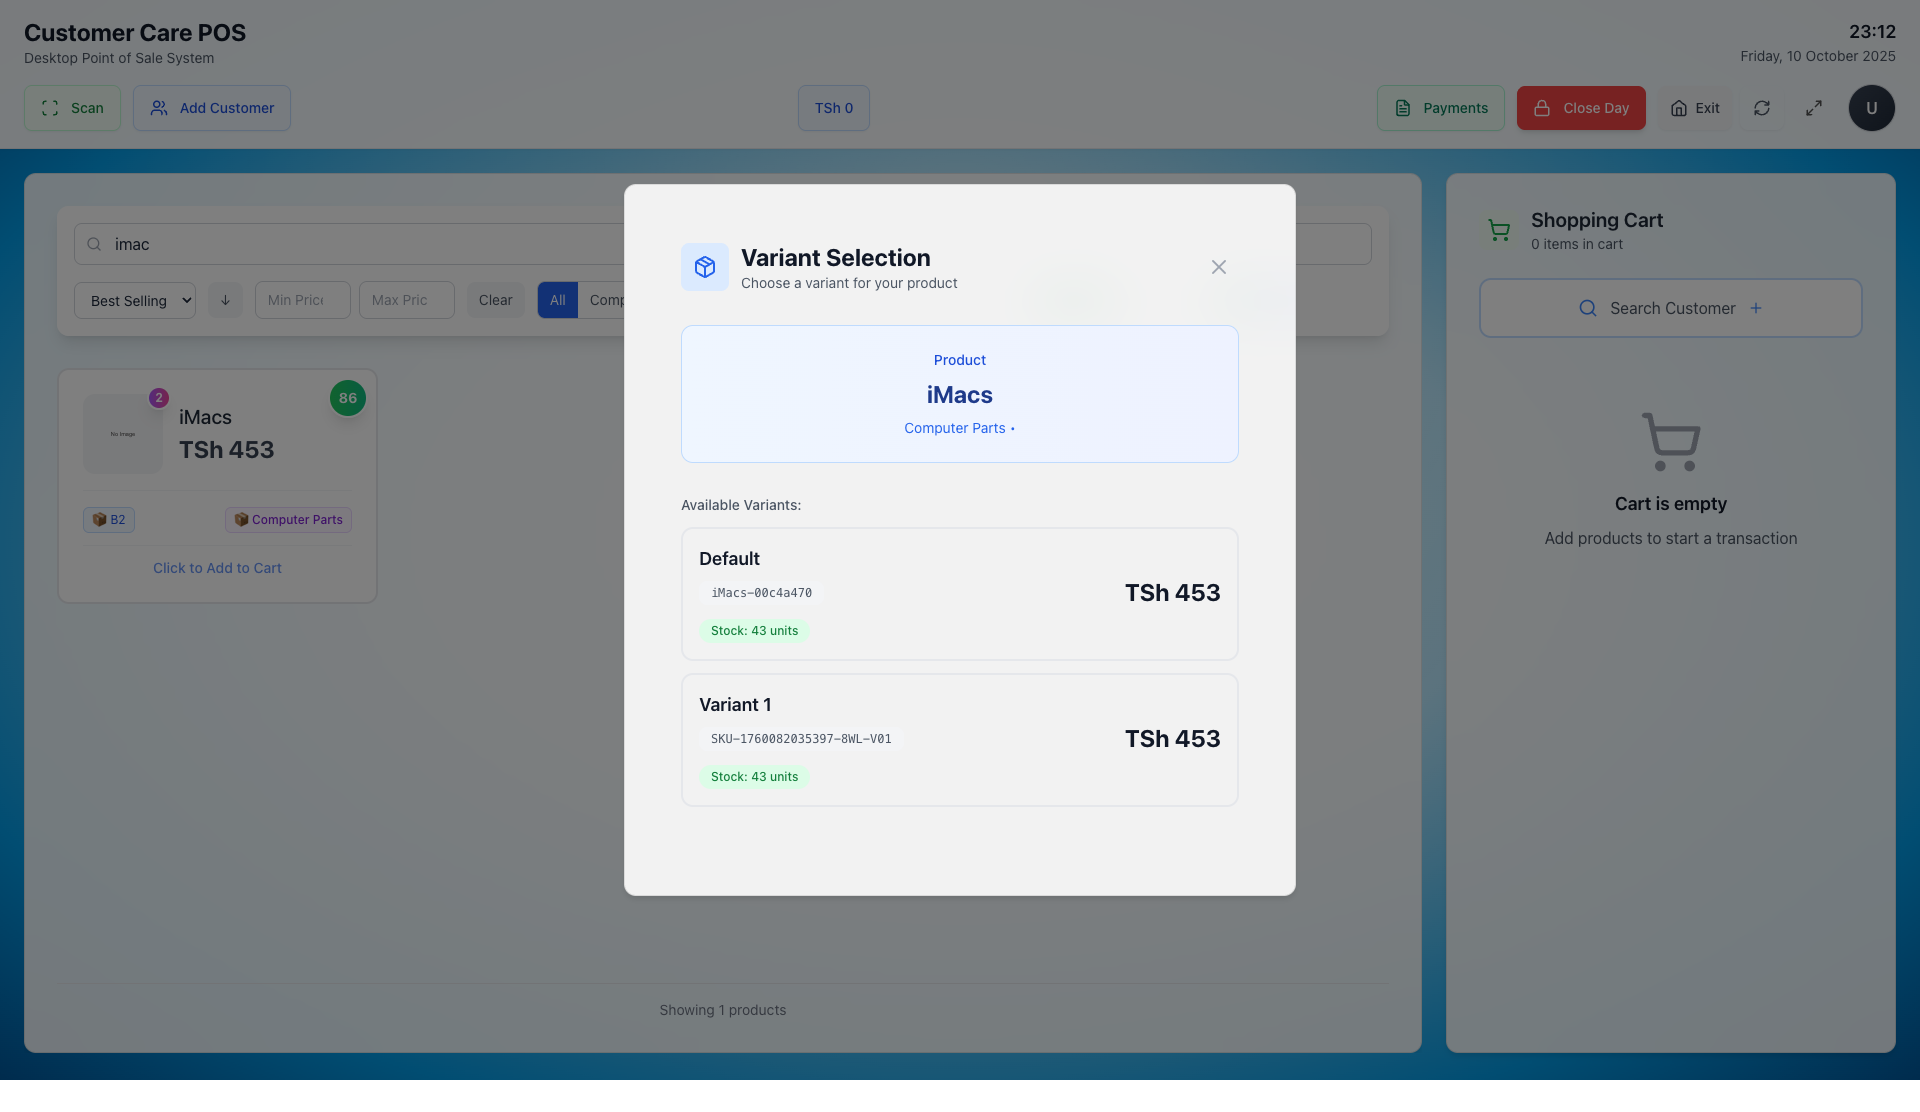 Customer Care POS
Desktop Point of Sale System
23:12
Friday, 10 October 2025
Scan
Add Customer
TSh 0
Payments
Close Day
Exit
U
imac
Best Selling
Min Price
Max Pric
Clear
All
Comp
2
86
No Image
iMacs
TSh 453
📦 B2
📦 Computer Parts
Click to Add to Cart
Showing 1 products
Variant Selection
Choose a variant for your product
Product
iMacs
Computer Parts •
Available Variants:
Default
iMacs-00c4a470
TSh 453
Stock: 43 units
Variant 1
SKU-1760082035397-8WL-V01
TSh 453
Stock: 43 units
Shopping Cart
0 items in cart
Search Customer +
Cart is empty
Add products to start a transaction